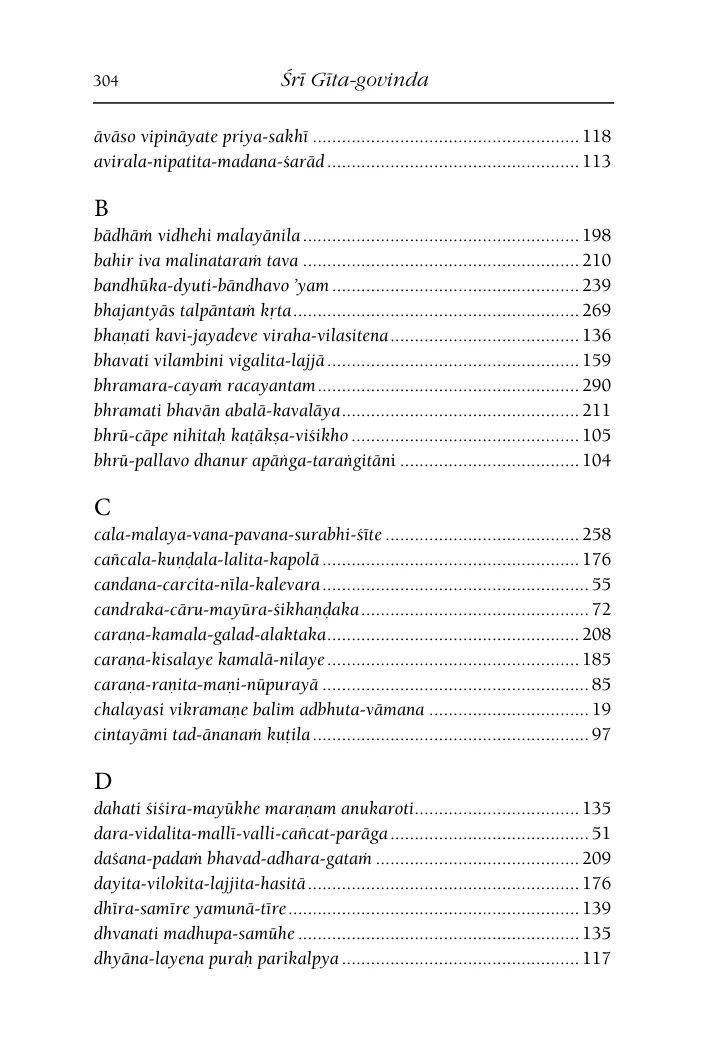 304 Śrī Gīta-govinda
āvāso vipināyate priya-sakhī ....................................................... 118
avirala-nipatita-madana-śarād .................................................... 113
B
bādhāṁ vidhehi malayānila ......................................................... 198
bahir iva malinataraṁ tava ......................................................... 210
bandhūka-dyuti-bāndhavo ’yam ................................................... 239
bhajantyās talpāntaṁ kṛta ........................................................... 269
bhaṇati kavi-jayadeve viraha-vilasitena ....................................... 136
bhavati vilambini vigalita-lajjā .................................................... 159
bhramara-cayaṁ racayantam ...................................................... 290
bhramati bhavān abalā-kavalāya ................................................. 211
bhrū-cāpe nihitaḥ kaṭākṣa-viśikho ............................................... 105
bhrū-pallavo dhanur apāṅga-taraṅgitāni ..................................... 104
C
cala-malaya-vana-pavana-surabhi-śīte ........................................ 258
cañcala-kuṇḍala-lalita-kapolā ..................................................... 176
candana-carcita-nīla-kalevara ....................................................... 55
candraka-cāru-mayūra-śikhaṇḍaka ............................................... 72
caraṇa-kamala-galad-alaktaka .................................................... 208
caraṇa-kisalaye kamalā-nilaye .................................................... 185
caraṇa-raṇita-maṇi-nūpurayā ....................................................... 85
chalayasi vikramaṇe balim adbhuta-vāmana ................................. 19
cintayāmi tad-ānanaṁ kuṭila ......................................................... 97
D
dahati śiśira-mayūkhe maraṇam anukaroti .................................. 135
dara-vidalita-mallī-valli-cañcat-parāga ......................................... 51
daśana-padaṁ bhavad-adhara-gataṁ .......................................... 209
dayita-vilokita-lajjita-hasitā ........................................................ 176
dhīra-samīre yamunā-tīre ............................................................ 139
dhvanati madhupa-samūhe .......................................................... 135
dhyāna-layena puraḥ parikalpya ................................................. 117